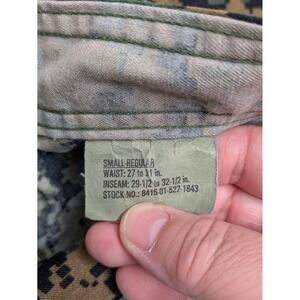 SMALL-REGULAR
WAIST: 27 to 31 in.
INSEAM: 29-1/2 to 32-1/2 in.
STOCK NO.: 8415 01-527-1843